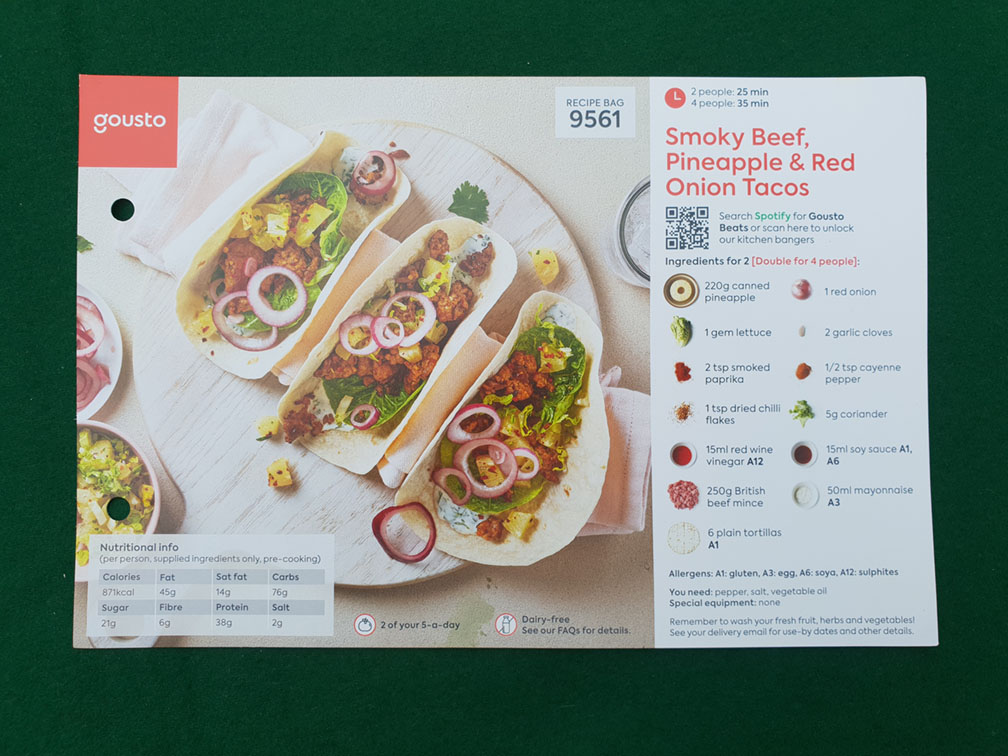 gousto
RECIPE BAG
9561
2 people: 25 min
4 people: 35 min
Smoky Beef,
Pineapple & Red
Onion Tacos
Search Spotify for Gousto
Beats or scan here to unlock
our kitchen bangers
Ingredients for 2 [Double for 4 people]:
220g canned
pineapple
1 red onion
1 gem lettuce
2 garlic cloves
2 tsp smoked
paprika
1/2 tsp cayenne
pepper
1 tsp dried chilli
flakes
5g coriander
15ml red wine
vinegar A12
15ml soy sauce A1,
A6
250g British
beef mince
50ml mayonnaise
A3
6 plain tortillas
A1
Allergens: A1: gluten, A3: egg, A6: soya, A12: sulphites
You need: pepper, salt, vegetable oil
Special equipment: none
Remember to wash your fresh fruit, herbs and vegetables!
See your delivery email for use-by dates and other details.
Nutritional info
(per person, supplied ingredients only, pre-cooking)
Calories Fat Sat fat Carbs
871kcal 45g 14g 76g
Sugar Fibre Protein Salt
21g 6g 38g 2g
2 of your 5-a-day
Dairy-free
See our FAQs for details.